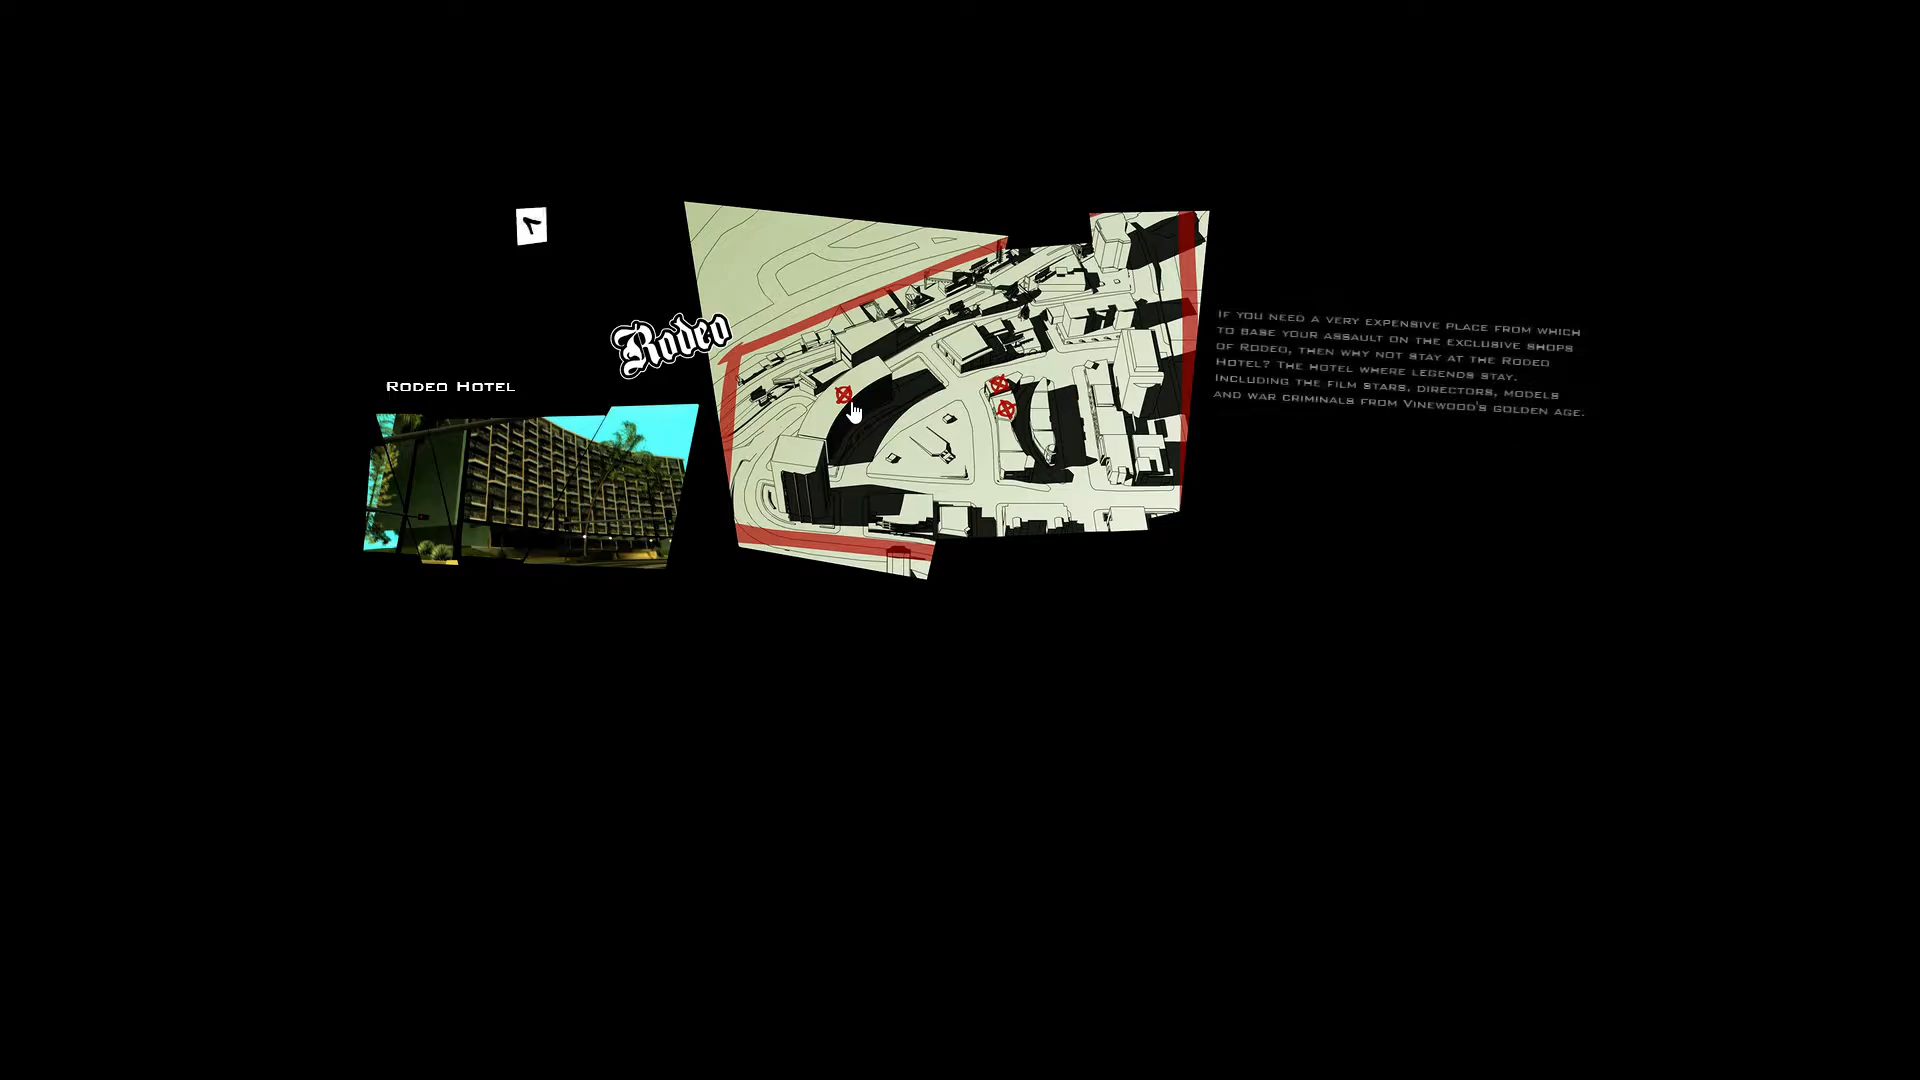 Rodeo
Rodeo Hotel
If you need a very expensive place from which
to base your assault on the exclusive shops
of Rodeo, then why not stay at the Rodeo
Hotel? The hotel where legends stay.
Including the film stars, directors, models
and war criminals from Vinewood's golden age.